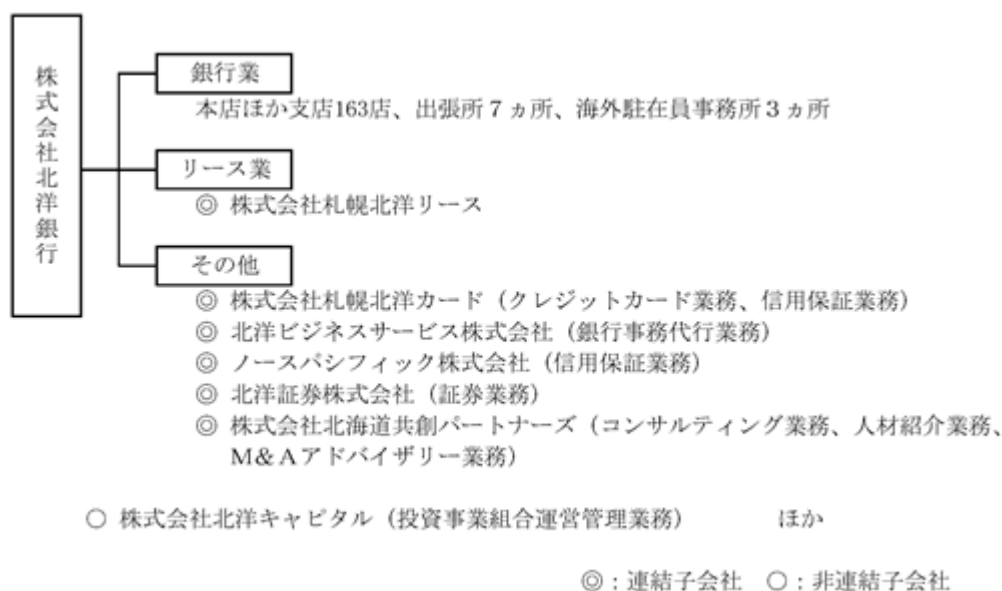 株式会社北洋銀行
銀行業
本店ほか支店163店、出張所7ヵ所、海外駐在員事務所3ヵ所
リース業
◎ 株式会社札幌北洋リース
その他
◎ 株式会社札幌北洋カード（クレジットカード業務、信用保証業務）
◎ 北洋ビジネスサービス株式会社（銀行事務代行業務）
◎ ノースパシフィック株式会社（信用保証業務）
◎ 北洋証券株式会社（証券業務）
◎ 株式会社北海道共創パートナーズ（コンサルティング業務、人材紹介業務、
M&Aアドバイザリー業務）
○ 株式会社北洋キャピタル（投資事業組合運営管理業務） ほか
◎：連結子会社 ○：非連結子会社